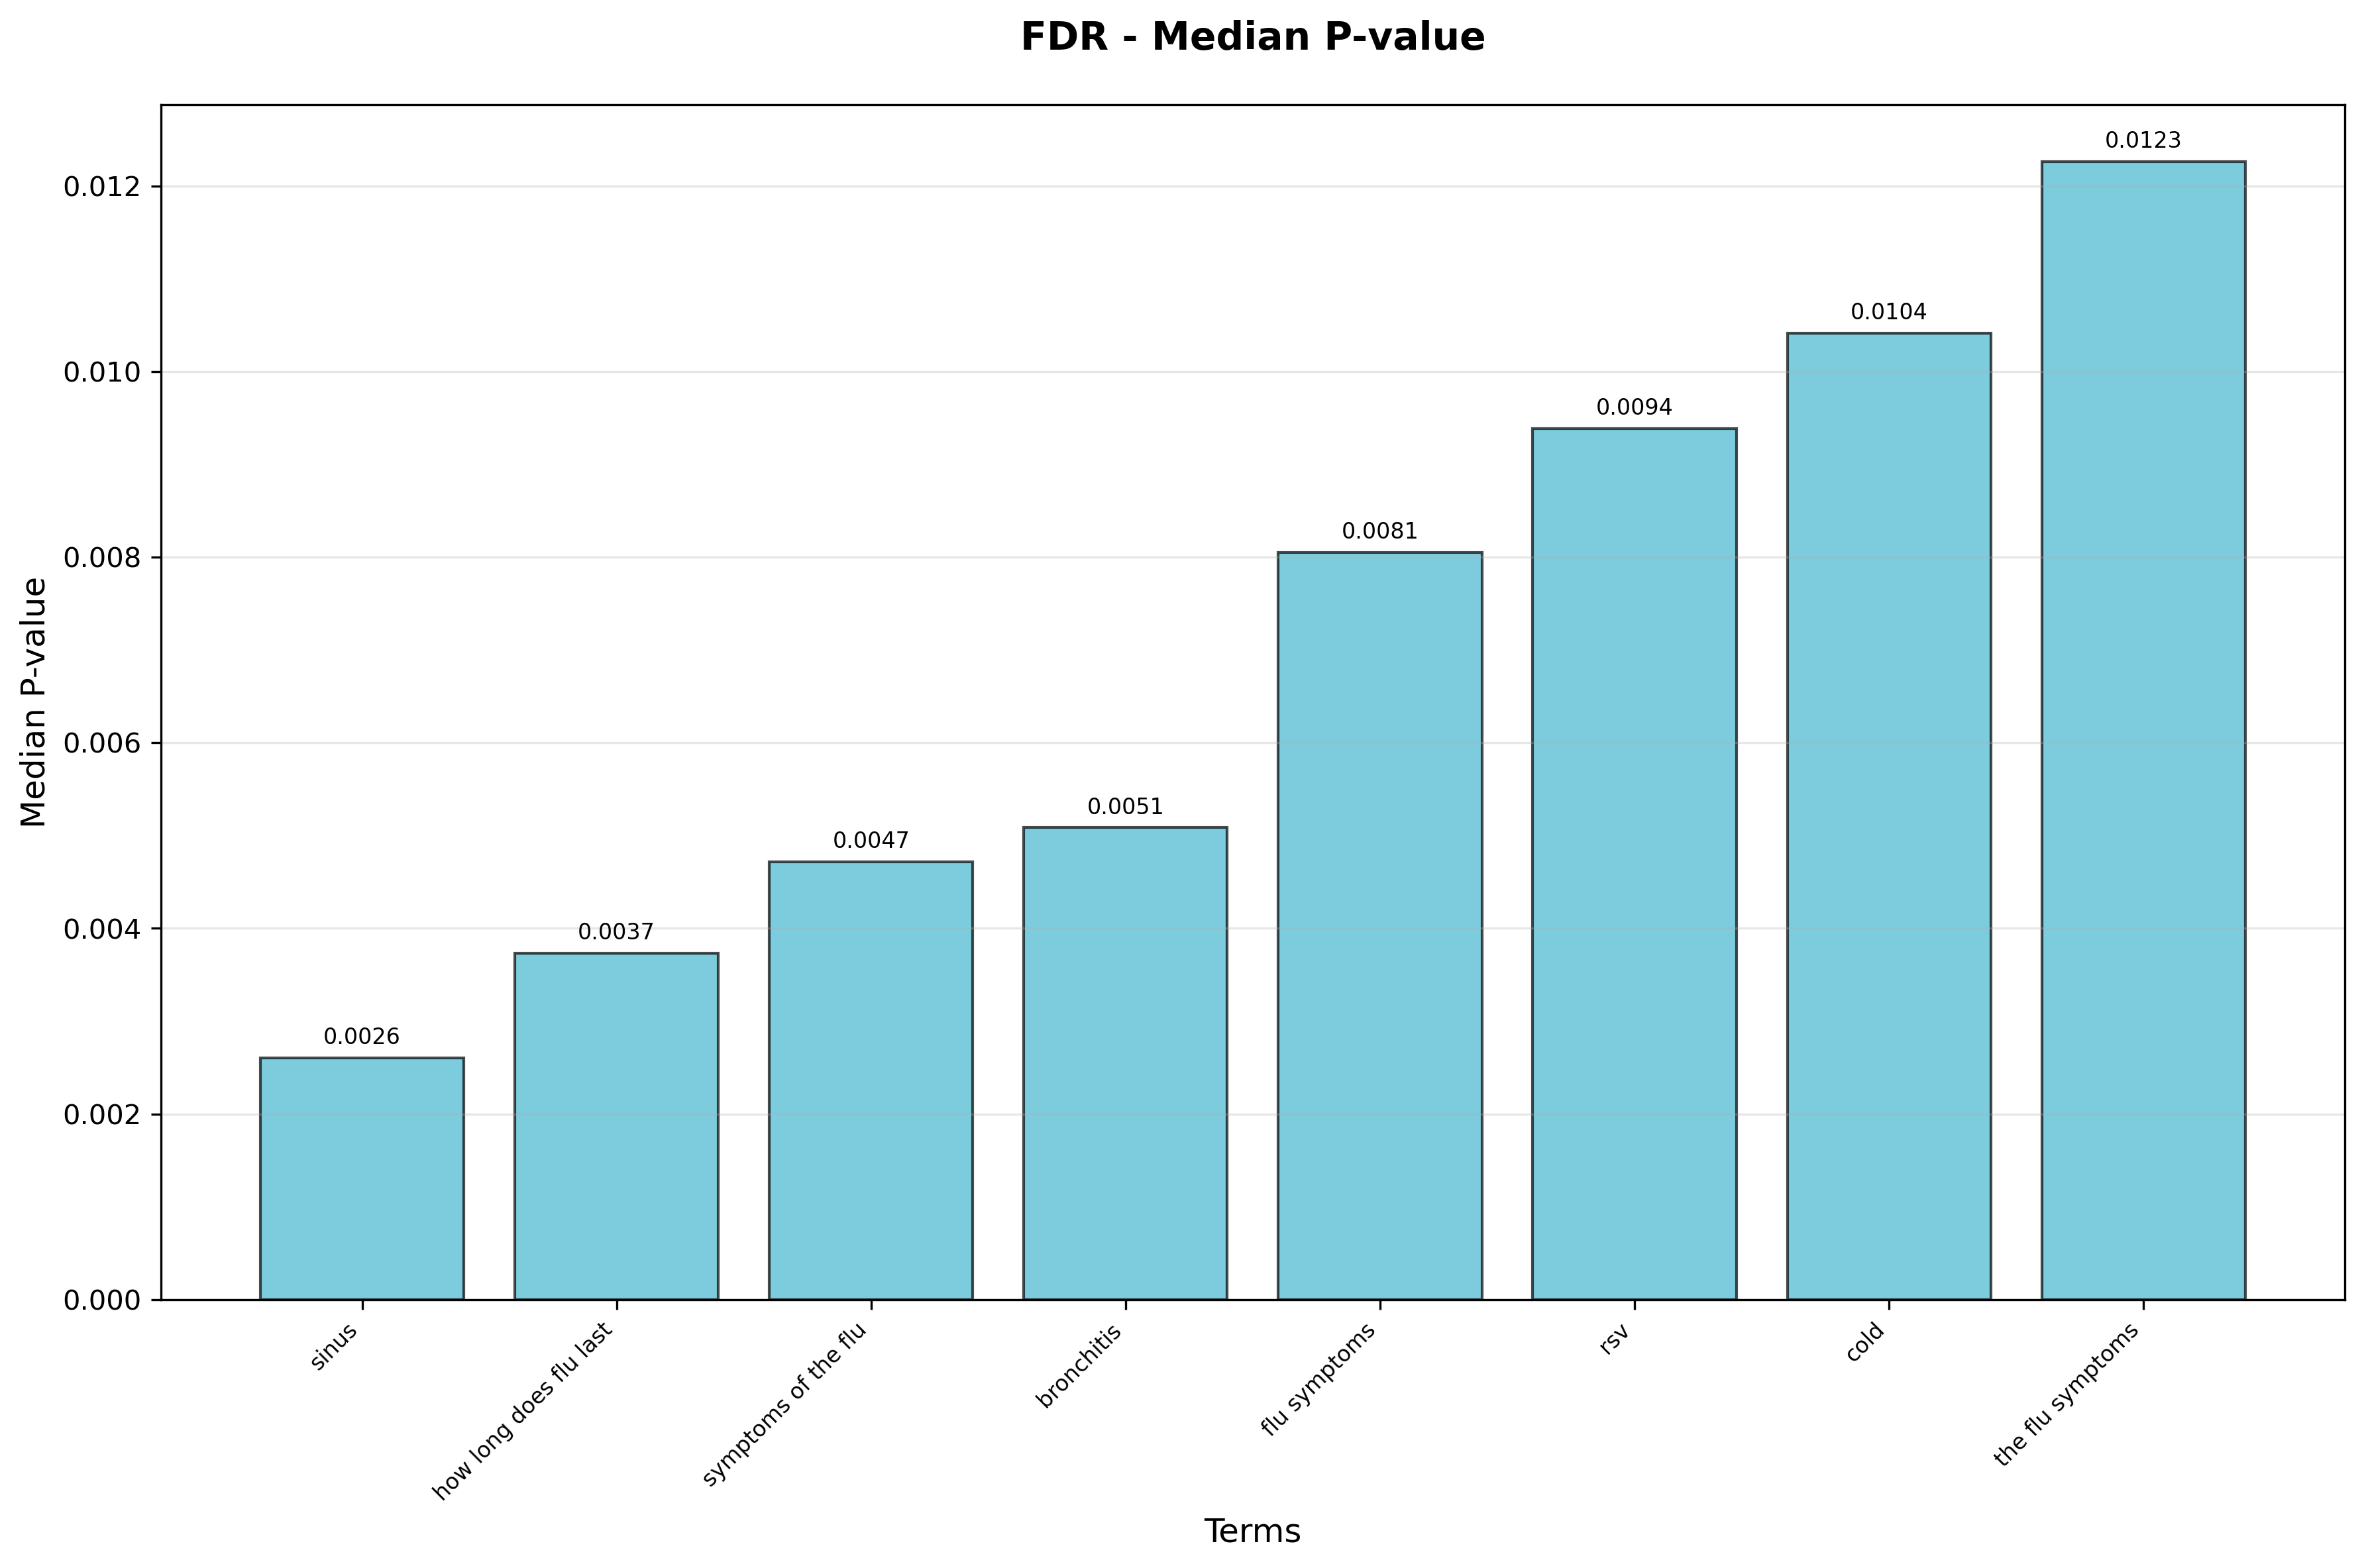 FDR - Median P-value
Median P-value
0.012
0.010
0.008
0.006
0.004
0.002
0.000
0.0026
0.0037
0.0047
0.0051
0.0081
0.0094
0.0104
0.0123
sinus
how long does flu last
symptoms of the flu
bronchitis
flu symptoms
rsv
cold
the flu symptoms
Terms